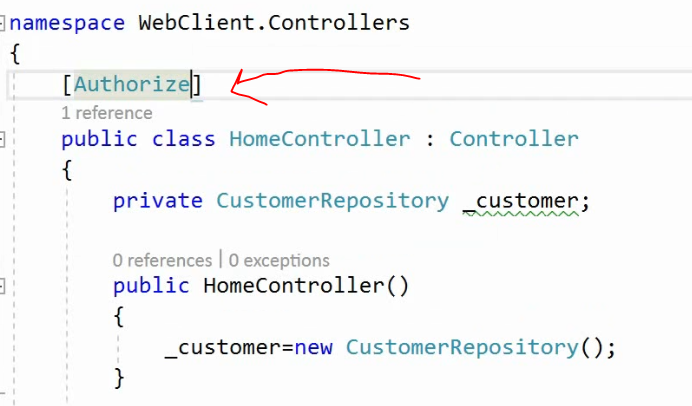 namespace WebClient.Controllers
{
[Authorize]
1 reference
public class HomeController : Controller
{
private CustomerRepository _customer;
0 references | 0 exceptions
public HomeController()
{
_customer=new CustomerRepository();
}